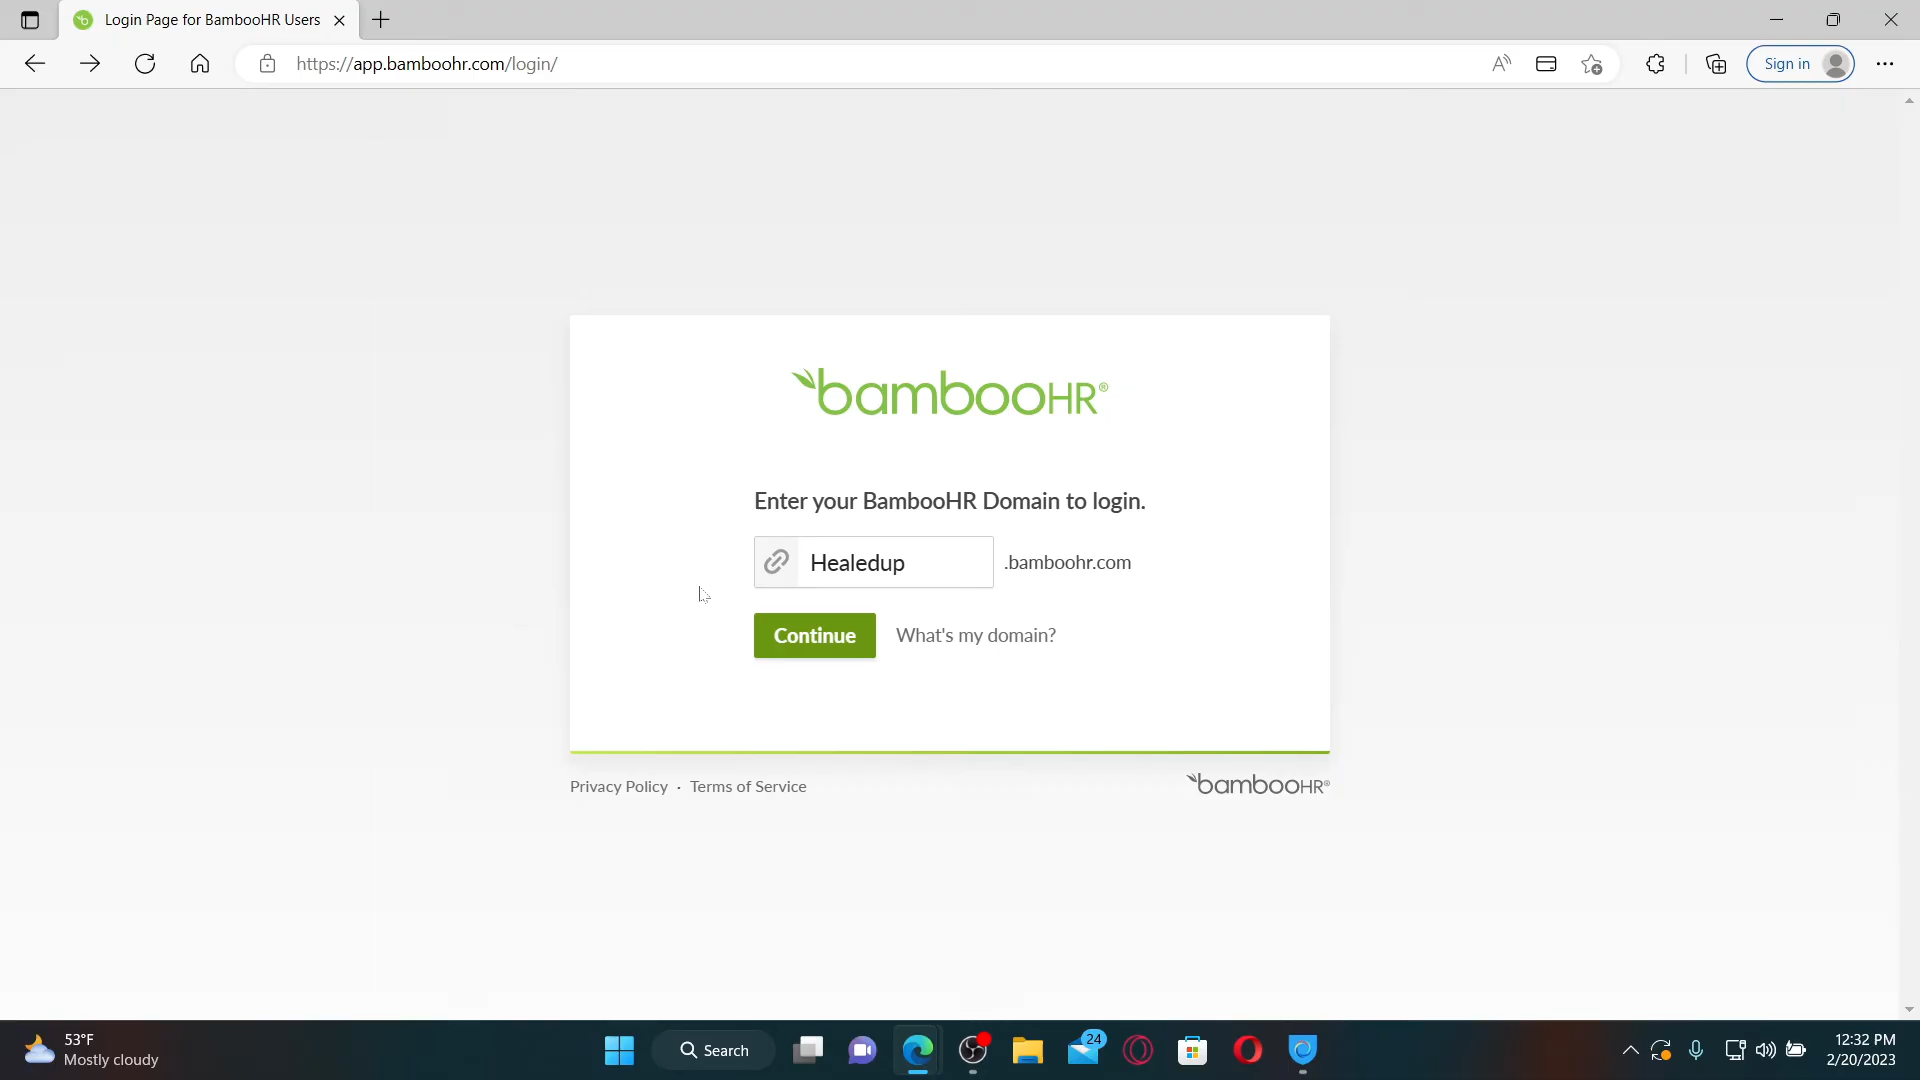 Login Page for BambooHR Users
https://app.bamboohr.com/login/
Sign in
bambooHR®
Enter your BambooHR Domain to login.
Healedup .bamboohr.com
Continue What's my domain?
Privacy Policy · Terms of Service
bambooHR®
53°F
Mostly cloudy
Search
24
12:32 PM
2/20/2023